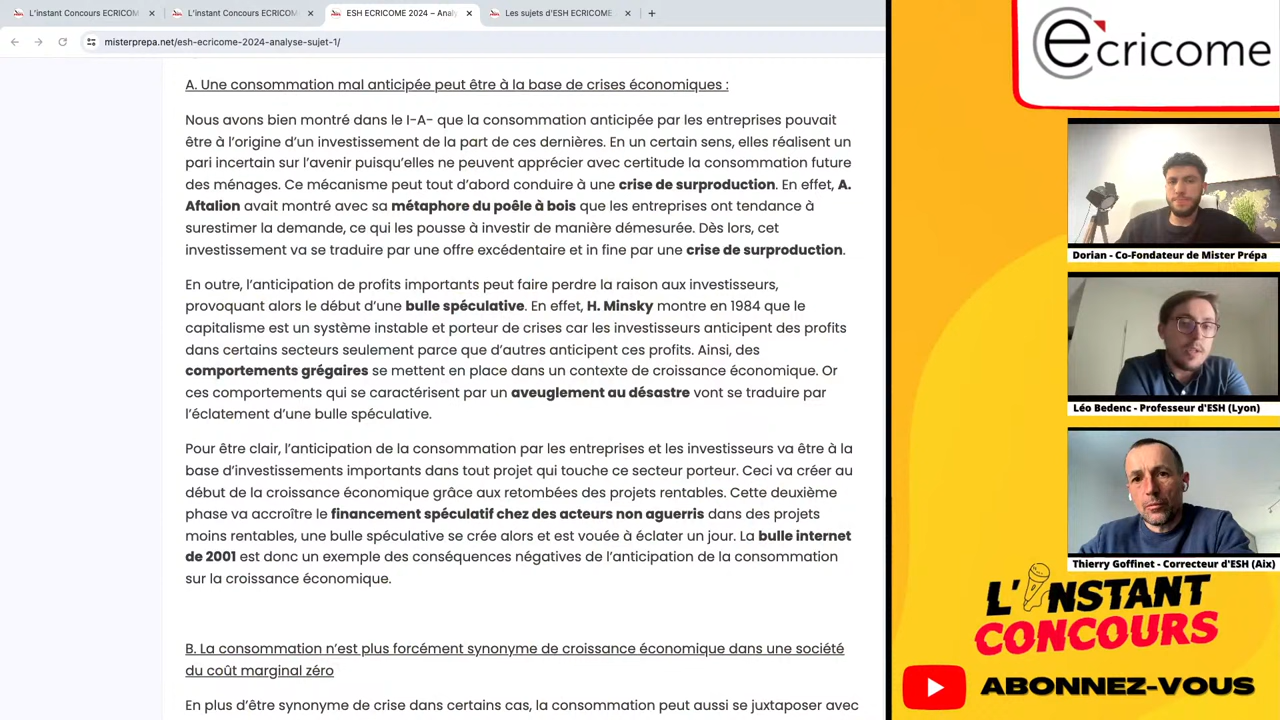 L'instant Concours ECRICOM
L'instant Concours ECRICOM
ESH ECRICOME 2024 – Analy
Les sujets d'ESH ECRICOME
misterprepa.net/esh-ecricome-2024-analyse-sujet-1/
A. Une consommation mal anticipée peut être à la base de crises économiques :
Nous avons bien montré dans le I-A- que la consommation anticipée par les entreprises pouvait
être à l'origine d'un investissement de la part de ces dernières. En un certain sens, elles réalisent un
pari incertain sur l'avenir puisqu'elles ne peuvent apprécier avec certitude la consommation future
des ménages. Ce mécanisme peut tout d'abord conduire à une crise de surproduction. En effet, A.
Aftalion avait montré avec sa métaphore du poêle à bois que les entreprises ont tendance à
surestimer la demande, ce qui les pousse à investir de manière démesurée. Dès lors, cet
investissement va se traduire par une offre excédentaire et in fine par une crise de surproduction.
En outre, l'anticipation de profits importants peut faire perdre la raison aux investisseurs,
provoquant alors le début d'une bulle spéculative. En effet, H. Minsky montre en 1984 que le
capitalisme est un système instable et porteur de crises car les investisseurs anticipent des profits
dans certains secteurs seulement parce que d'autres anticipent ces profits. Ainsi, des
comportements grégaires se mettent en place dans un contexte de croissance économique. Or
ces comportements qui se caractérisent par un aveuglement au désastre vont se traduire par
l'éclatement d'une bulle spéculative.
Pour être clair, l'anticipation de la consommation par les entreprises et les investisseurs va être à la
base d'investissements importants dans tout projet qui touche ce secteur porteur. Ceci va créer au
début de la croissance économique grâce aux retombées des projets rentables. Cette deuxième
phase va accroître le financement spéculatif chez des acteurs non aguerris dans des projets
moins rentables, une bulle spéculative se crée alors et est vouée à éclater un jour. La bulle internet
de 2001 est donc un exemple des conséquences négatives de l'anticipation de la consommation
sur la croissance économique.
B. La consommation n'est plus forcément synonyme de croissance économique dans une société
du coût marginal zéro
En plus d'être synonyme de crise dans certains cas, la consommation peut aussi se juxtaposer avec
ecricome
Dorian - Co-Fondateur de Mister Prépa
Léo Bedenc - Professeur d'ESH (Lyon)
Thierry Goffinet - Correcteur d'ESH (Aix)
L'INSTANT
CONCOURS
ABONNEZ-VOUS